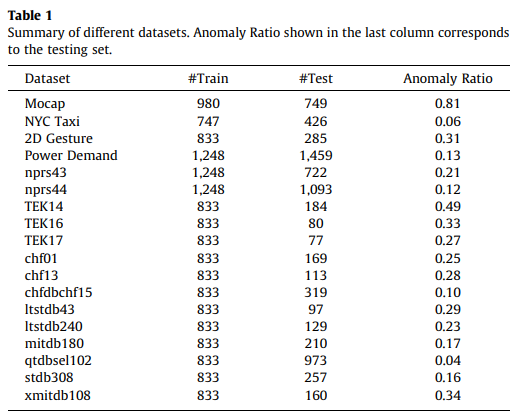 Table 1
Summary of different datasets. Anomaly Ratio shown in the last column corresponds
to the testing set.
Dataset #Train #Test Anomaly Ratio
Mocap 980 749 0.81
NYC Taxi 747 426 0.06
2D Gesture 833 285 0.31
Power Demand 1,248 1,459 0.13
nprs43 1,248 722 0.21
nprs44 1,248 1,093 0.12
TEK14 833 184 0.49
TEK16 833 80 0.33
TEK17 833 77 0.27
chf01 833 169 0.25
chf13 833 113 0.28
chfdbchf15 833 319 0.10
ltstdb43 833 97 0.29
ltstdb240 833 129 0.23
mitdb180 833 210 0.17
qtdbsel102 833 973 0.04
stdb308 833 257 0.16
xmitdb108 833 160 0.34